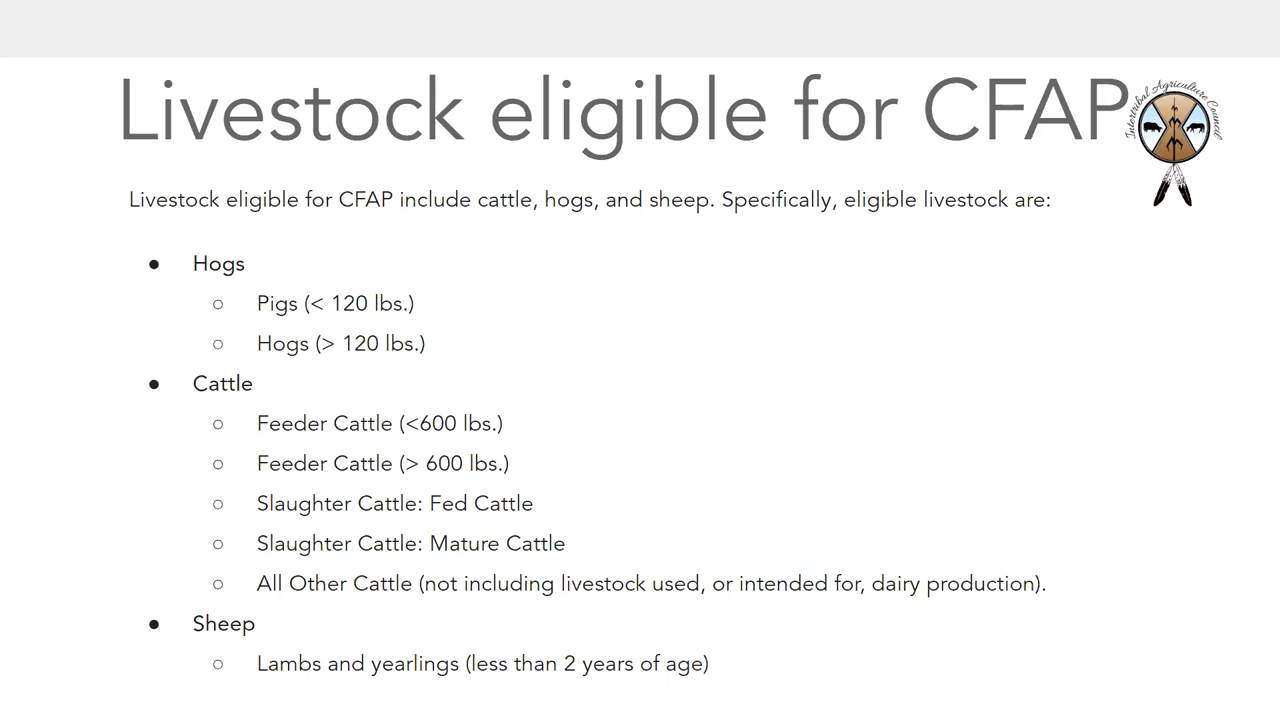 Livestock eligible for CFAP
Intertribal Agriculture Council
Livestock eligible for CFAP include cattle, hogs, and sheep. Specifically, eligible livestock are:
● Hogs
○ Pigs (< 120 lbs.)
○ Hogs (> 120 lbs.)
● Cattle
○ Feeder Cattle (<600 lbs.)
○ Feeder Cattle (> 600 lbs.)
○ Slaughter Cattle: Fed Cattle
○ Slaughter Cattle: Mature Cattle
○ All Other Cattle (not including livestock used, or intended for, dairy production).
● Sheep
○ Lambs and yearlings (less than 2 years of age)